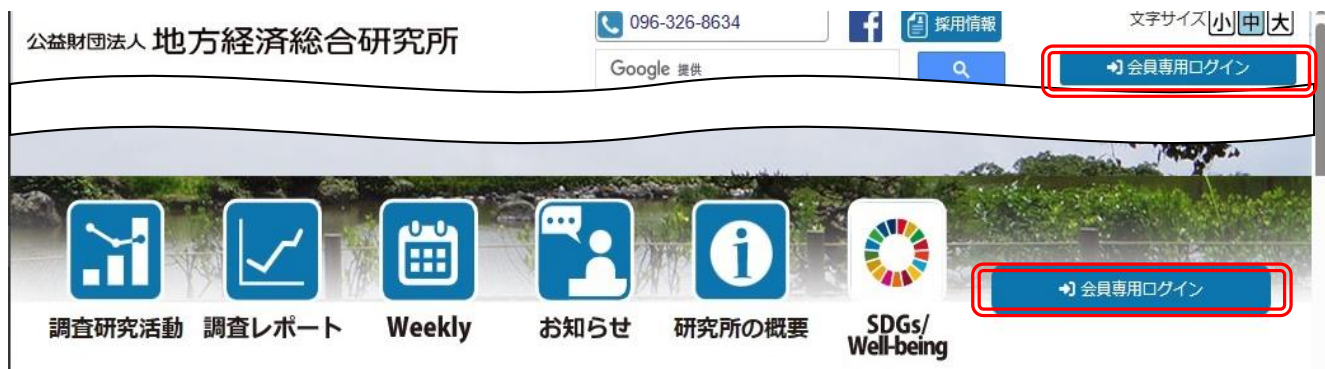 公益財団法人 地方経済総合研究所
096-326-8634
採用情報
文字サイズ 小 中 大
Google 提供
会員専用ログイン
調査研究活動
調査レポート
Weekly
お知らせ
研究所の概要
SDGs/
Well-being
会員専用ログイン